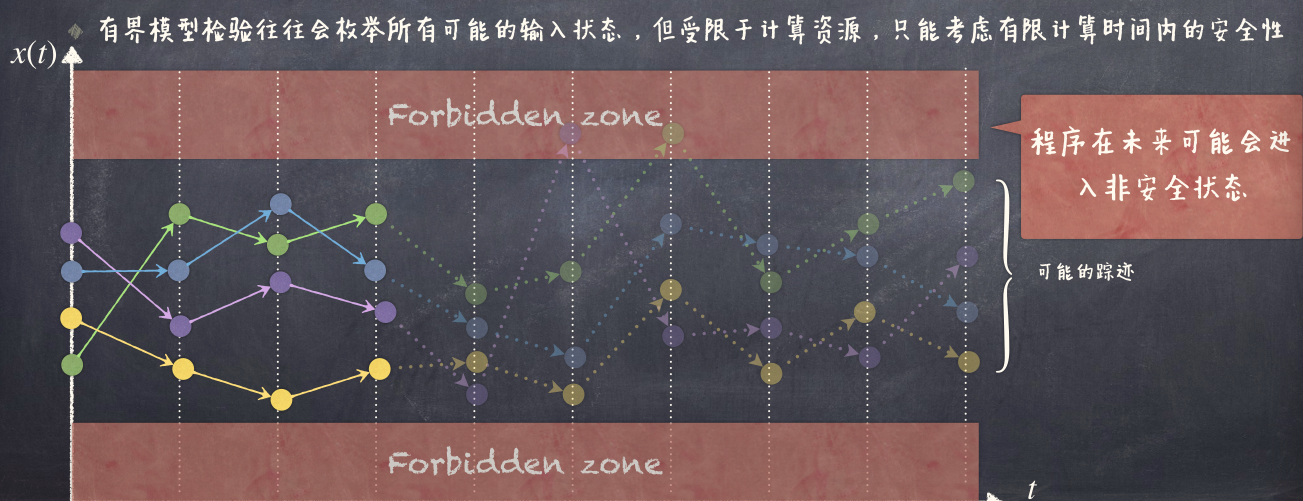 有界模型检验往往会枚举所有可能的输入状态，但受限于计算资源，只能考虑有限计算时间内的安全性
x(t)
Forbidden zone
程序在未来可能会进
入非安全状态
可能的踪迹
Forbidden zone
t